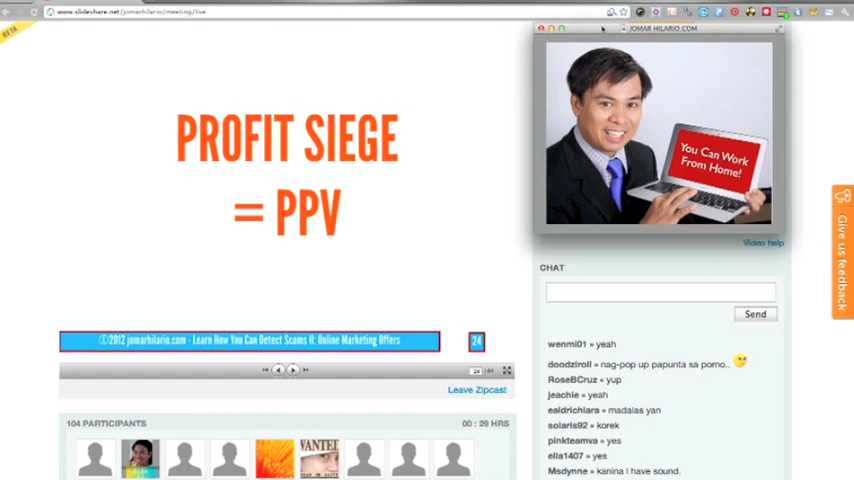 www.slideshare.net/jomarhilario/meeting/live
BETA
JOMAR HILARIO.COM
PROFIT SIEGE
= PPV
You Can Work
From Home!
Video help
Give us feedback
CHAT
Send
©2012 jomarhilario.com - Learn How You Can Detect Scams II: Online Marketing Offers
24
wenmi01 » yeah
doodziroll » nag-pop up papunta sa porno..
RoseBCruz » yup
jeachie » yeah
ealdrichlara » madalas yan
solaris92 » korek
pinkteamva » yes
ella1407 » yes
Msdynne » kanina I have sound.
Leave Zipcast
104 PARTICIPANTS
00 : 29 HRS
WANTED